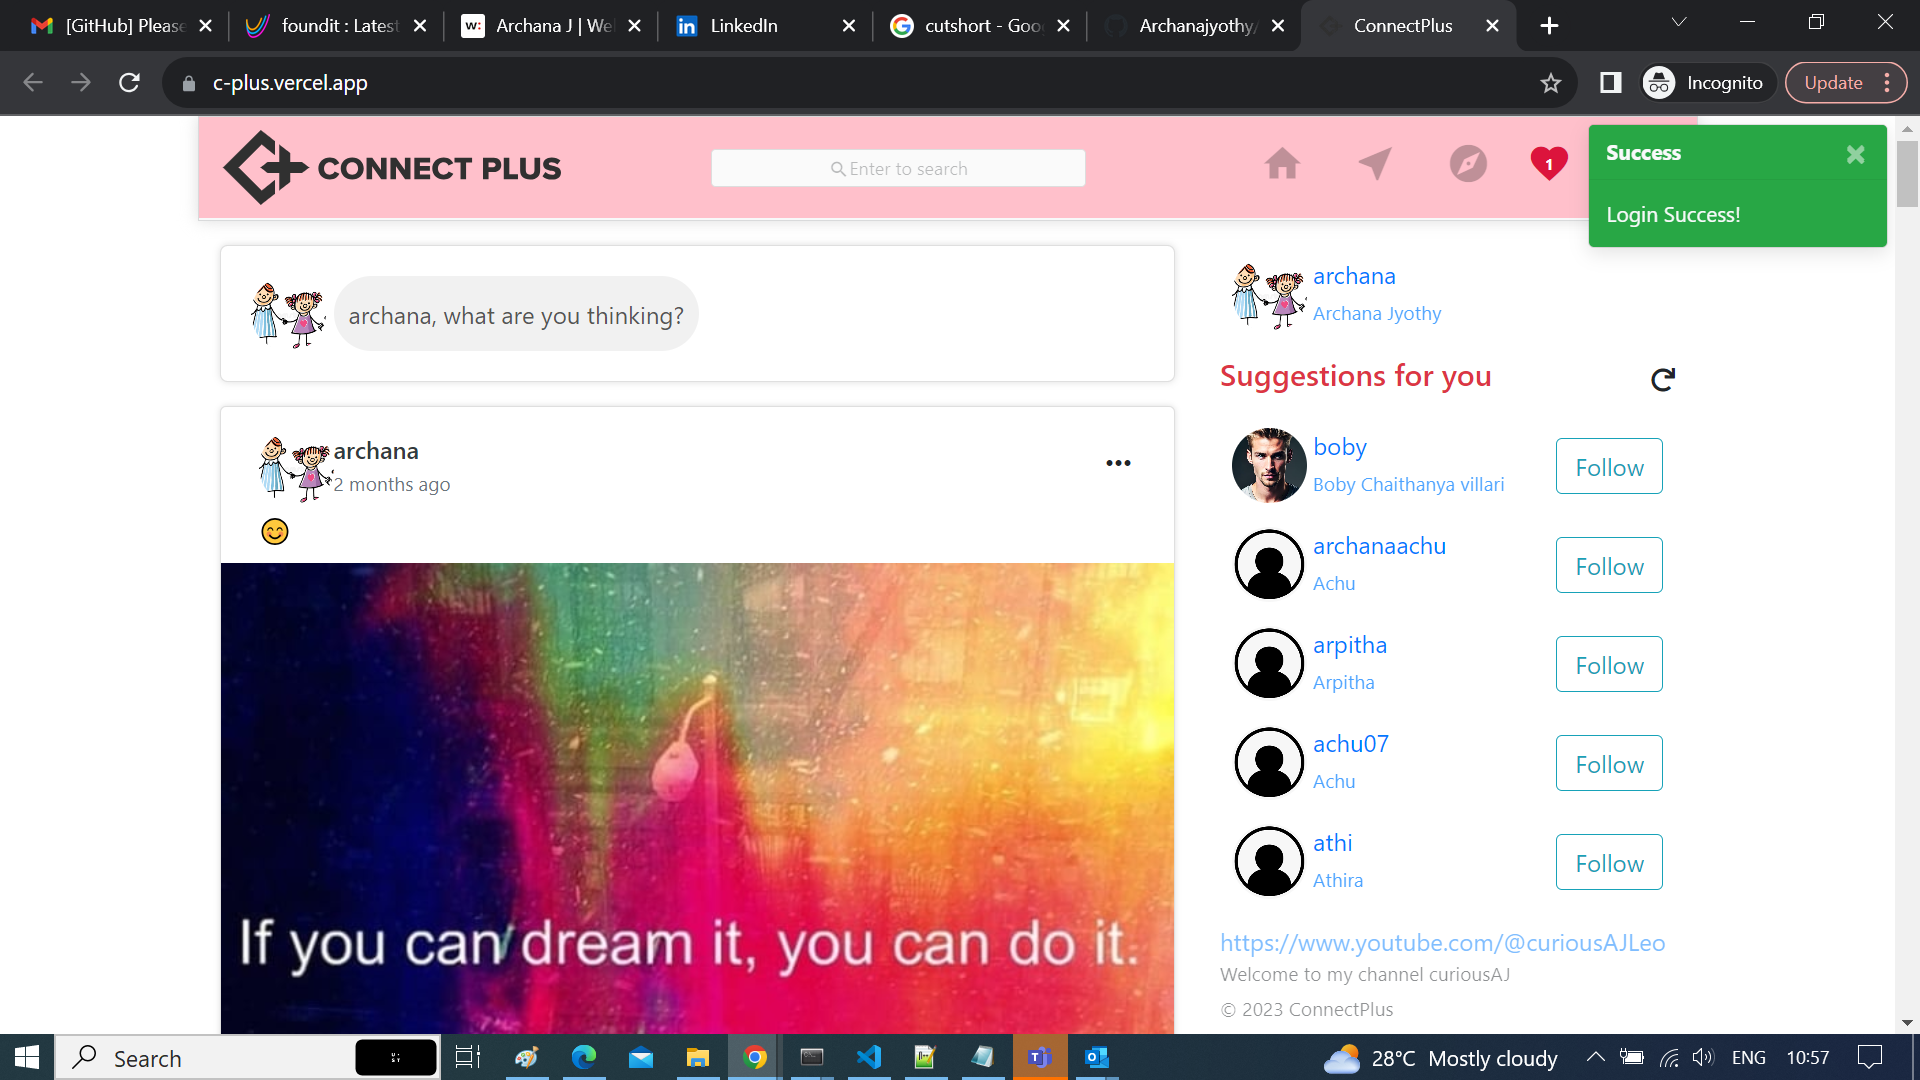 [GitHub] Please
foundit : Latest
Archana J | Wel
LinkedIn
cutshort - Goo
Archanajyothy/
ConnectPlus
c-plus.vercel.app
Incognito
Update
CONNECT PLUS
Enter to search
1
Success
Login Success!
archana, what are you thinking?
archana
2 months ago
If you can dream it, you can do it.
archana
Archana Jyothy
Suggestions for you
boby
Boby Chaithanya villari
Follow
archanaachu
Achu
Follow
arpitha
Arpitha
Follow
achu07
Achu
Follow
athi
Athira
Follow
https://www.youtube.com/@curiousAJLeo
Welcome to my channel curiousAJ
© 2023 ConnectPlus
Search
28°C Mostly cloudy
ENG
10:57